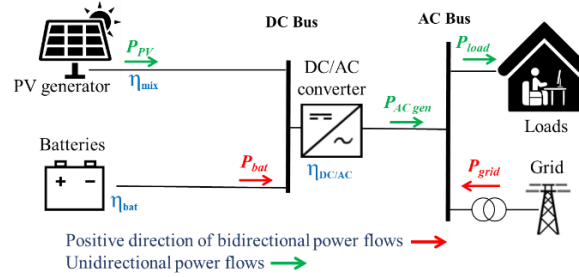 DC Bus
AC Bus
P_PV
P_load
η_mix
DC/AC
converter
PV generator
P_AC gen
Loads
Batteries
P_bat
P_grid
Grid
+
-
η_bat
η_DC/AC
Positive direction of bidirectional power flows
Unidirectional power flows